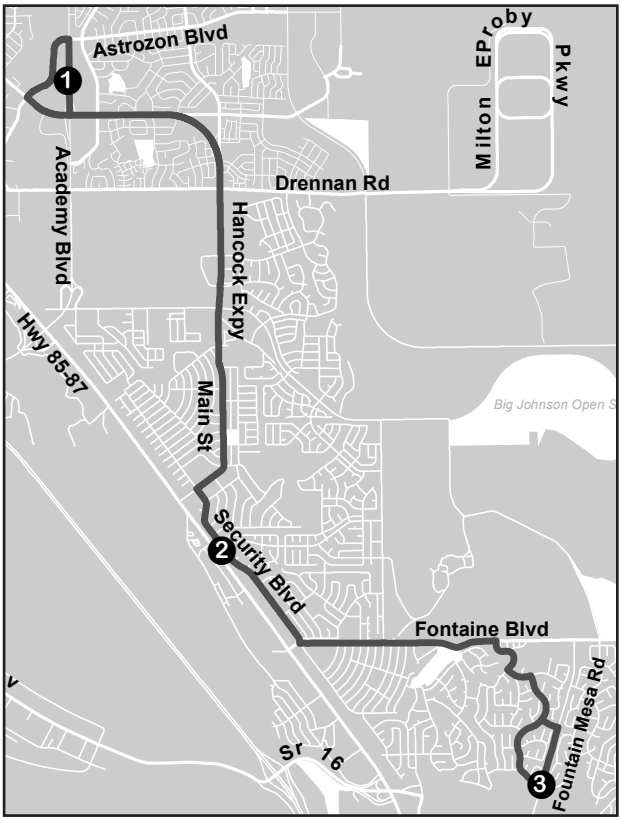 Astrozon Blvd
1
Milton EProby Pkwy
Academy Blvd
Drennan Rd
Hancock Expy
Hwy 85-87
Main St
Big Johnson Open S
Security Blvd
2
Fontaine Blvd
Fountain Mesa Rd
v
Sr 16
3